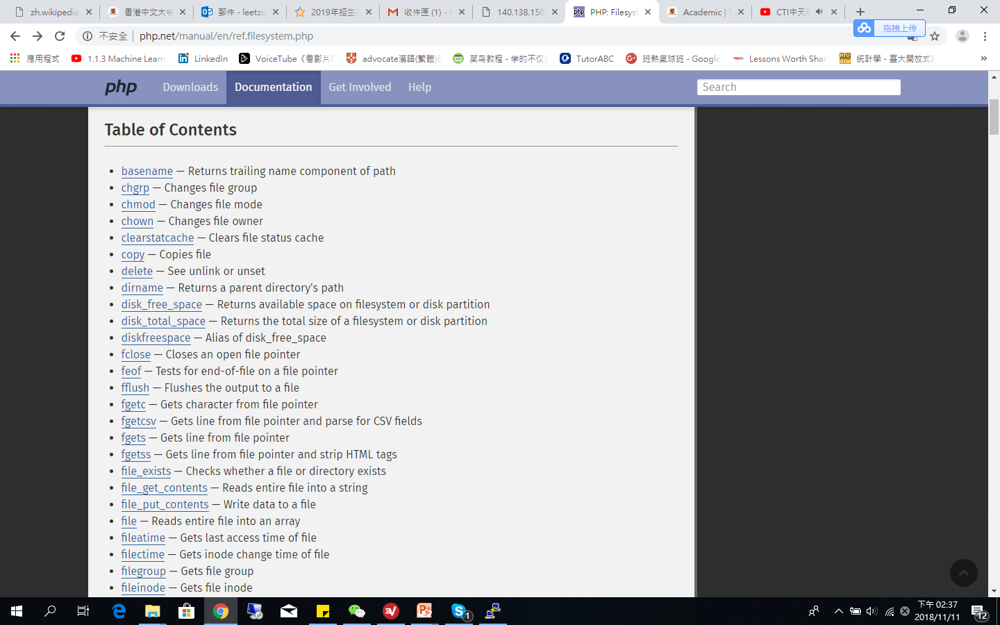 zh.wikipedia
香港中文大學
郵件 - leetzo
2019年招生
收件匣 (1) - f
140.138.150
PHP: Filesyst
Academic | T
CTI中天
不安全 | php.net/manual/en/ref.filesystem.php
拖拽上传
應用程式
1.1.3 Machine Learn
LinkedIn
VoiceTube《看影片
advocate漢語(繁體)
菜鸟教程 - 学的不仅
TutorABC
班熱氣球班 - Google
Lessons Worth Shar
NTU OCW
統計學 - 臺大開放式
»
php
Downloads
Documentation
Get Involved
Help
Search
Table of Contents
• basename — Returns trailing name component of path
• chgrp — Changes file group
• chmod — Changes file mode
• chown — Changes file owner
• clearstatcache — Clears file status cache
• copy — Copies file
• delete — See unlink or unset
• dirname — Returns a parent directory's path
• disk_free_space — Returns available space on filesystem or disk partition
• disk_total_space — Returns the total size of a filesystem or disk partition
• diskfreespace — Alias of disk_free_space
• fclose — Closes an open file pointer
• feof — Tests for end-of-file on a file pointer
• fflush — Flushes the output to a file
• fgetc — Gets character from file pointer
• fgetcsv — Gets line from file pointer and parse for CSV fields
• fgets — Gets line from file pointer
• fgetss — Gets line from file pointer and strip HTML tags
• file_exists — Checks whether a file or directory exists
• file_get_contents — Reads entire file into a string
• file_put_contents — Write data to a file
• file — Reads entire file into an array
• fileatime — Gets last access time of file
• filectime — Gets inode change time of file
• filegroup — Gets file group
• fileinode — Gets file inode
1
下午 02:37
2018/11/11
12